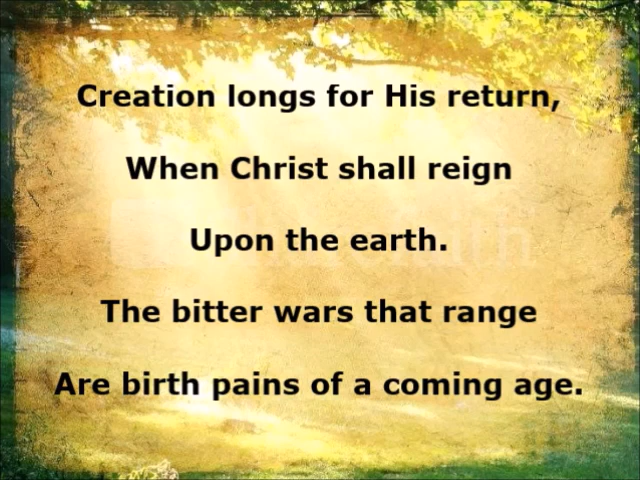 Creation longs for His return,
When Christ shall reign
Upon the earth.
The bitter wars that range
Are birth pains of a coming age.